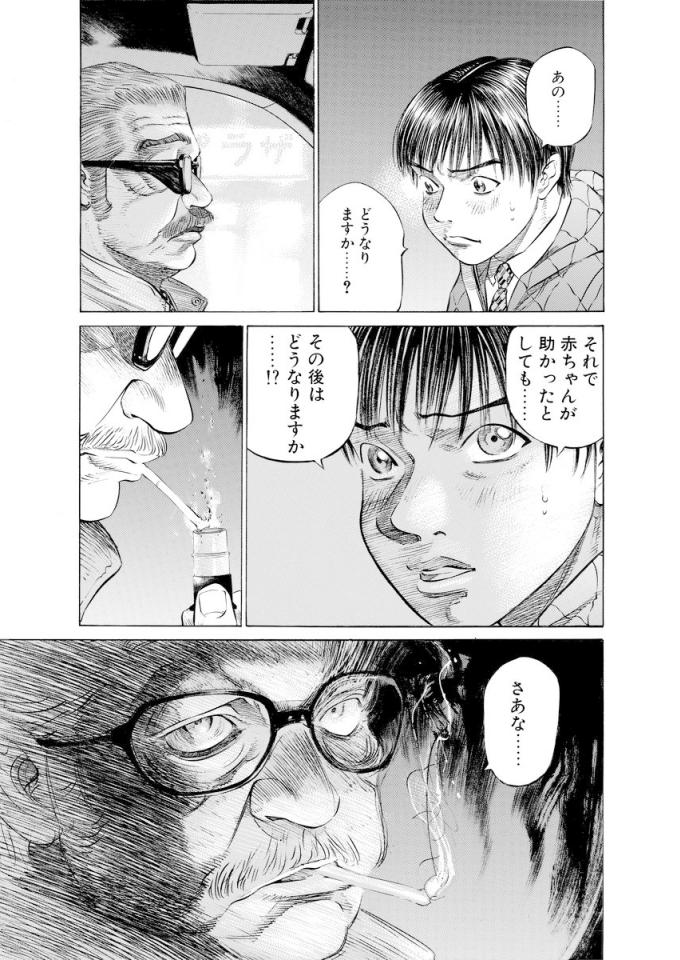 あの……
どうなり
ますか……？
それで
赤ちゃんが
助かったと
しても……
その後は
どうなりますか
……!?
さあな……